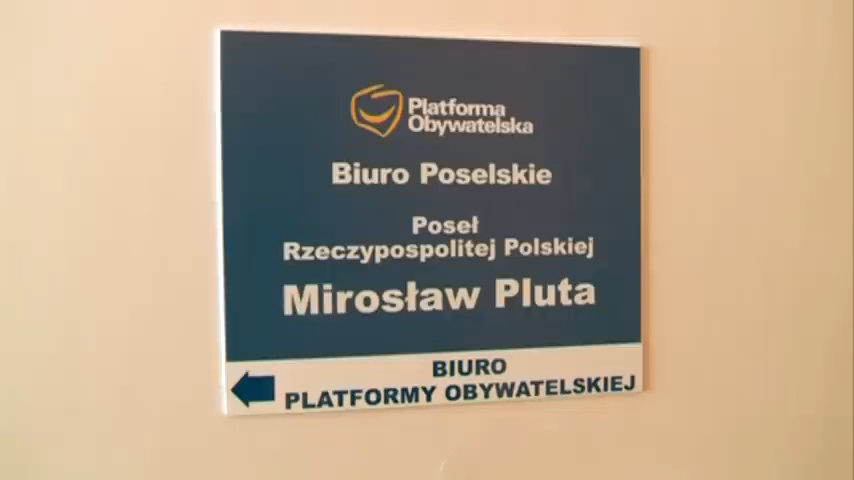 Platforma
Obywatelska
Biuro Poselskie
Poseł
Rzeczypospolitej Polskiej
Mirosław Pluta
BIURO
PLATFORMY OBYWATELSKIEJ